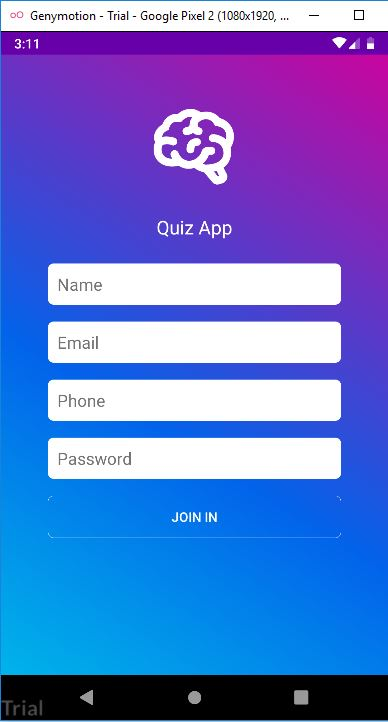 Genymotion - Trial - Google Pixel 2 (1080x1920, ...
3:11
Quiz App
Name
Email
Phone
Password
JOIN IN
Trial